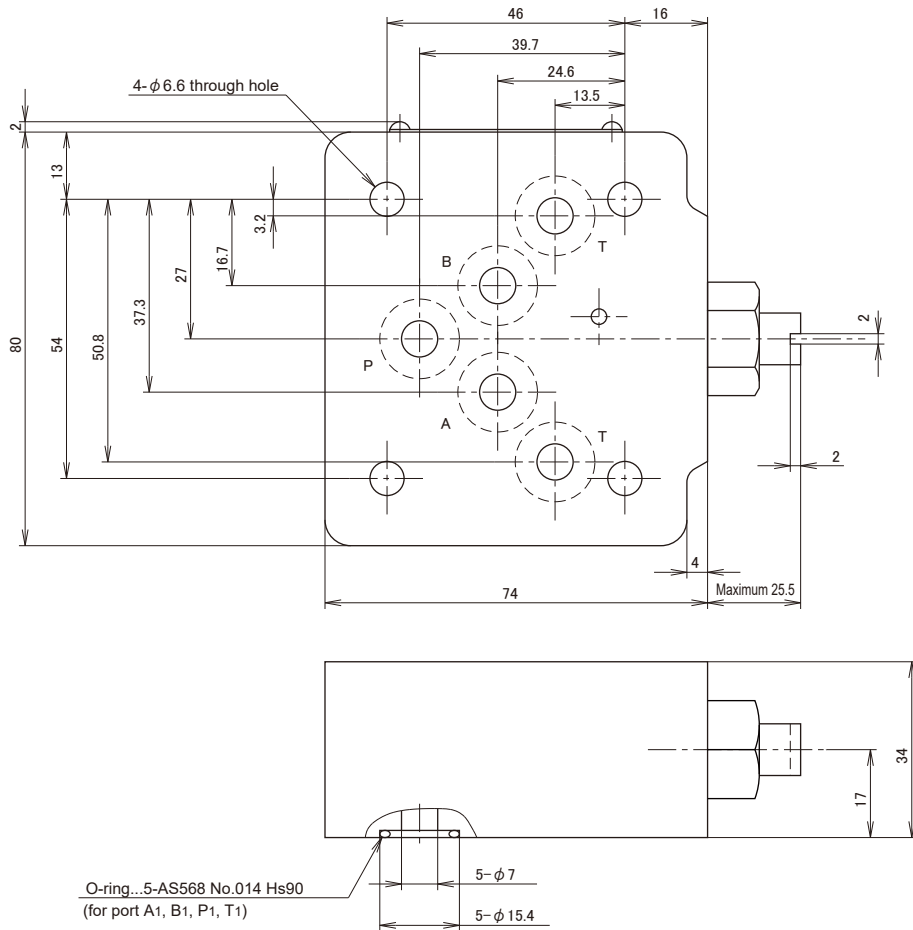 46
16
39.7
24.6
13.5
4-φ6.6 through hole
2
13
3.2
16.7
27
37.3
50.8
54
80
T
B
P
A
T
2
2
4
74
Maximum 25.5
34
17
5-φ7
5-φ15.4
O-ring...5-AS568 No.014 Hs90
(for port A1, B1, P1, T1)